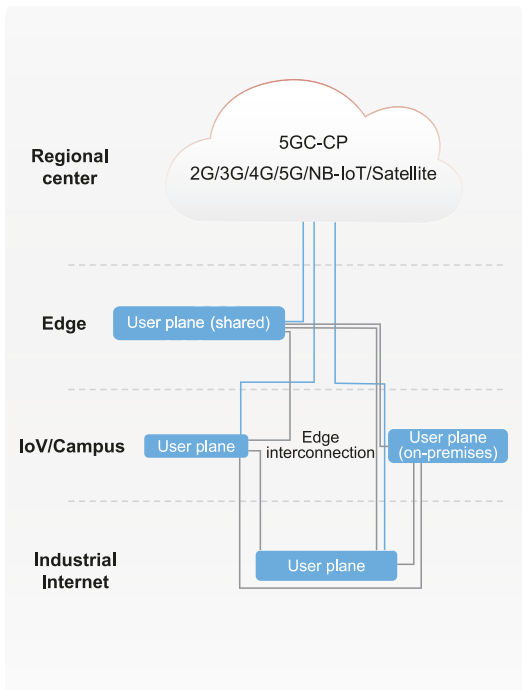 5GC-CP
2G/3G/4G/5G/NB-IoT/Satellite
Regional
center
Edge
User plane (shared)
IoV/Campus
User plane
Edge
interconnection
User plane
(on-premises)
Industrial
Internet
User plane